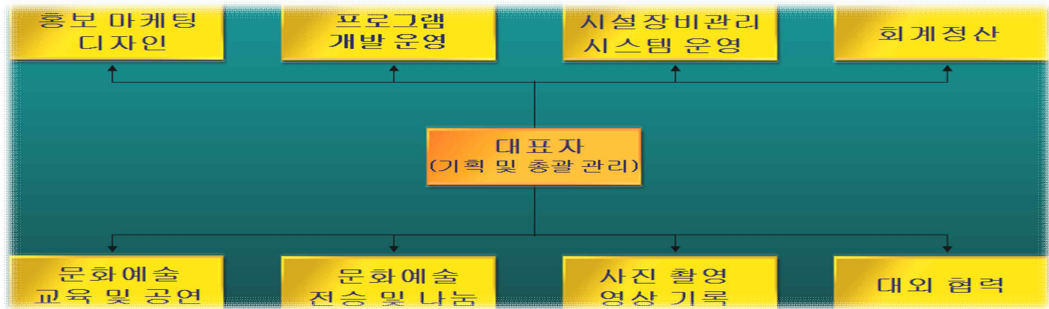 홍보 마케팅
디자인
프로그램
개발 운영
시설장비관리
시스템 운영
회계정산
대표자
(기획 및 총괄 관리)
문화예술
교육 및 공연
문화예술
전승 및 나눔
사진 촬영
영상 기록
대외 협력